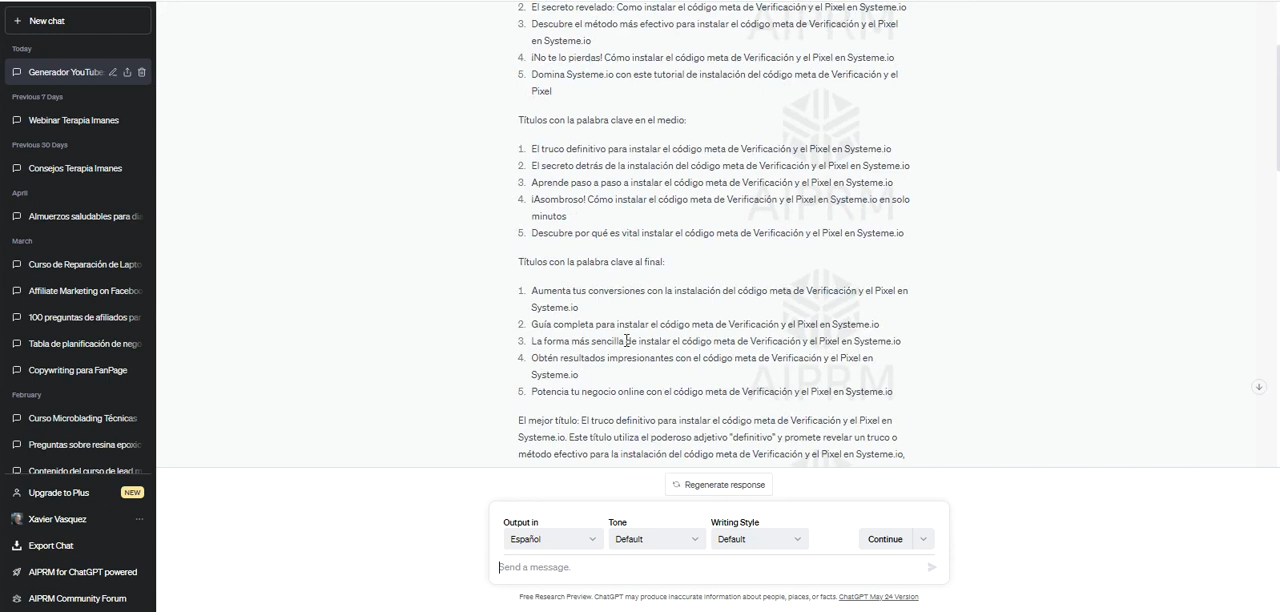 + New chat
Today
Generador YouTube
Previous 7 Days
Webinar Terapia Imanes
Previous 30 Days
Consejos Terapia Imanes
April
Almuerzos saludables para dia
March
Curso de Reparación de Lapto
Affiliate Marketing on Facebo
100 preguntas de afiliados par
Tabla de planificación de nego
Copywriting para FanPage
February
Curso Microblading Técnicas
Preguntas sobre resina epoxic
Contenido del curso de lead m
Upgrade to Plus NEW
Xavier Vasquez ...
Export Chat
AIPRM for ChatGPT powered
AIPRM Community Forum
2. El secreto revelado: Como instalar el código meta de Verificación y el Pixel en Systeme.io
3. Descubre el método más efectivo para instalar el código meta de Verificación y el Pixel
en Systeme.io
4. ¡No te lo pierdas! Cómo instalar el código meta de Verificación y el Pixel en Systeme.io
5. Domina Systeme.io con este tutorial de instalación del código meta de Verificación y el
Pixel
Títulos con la palabra clave en el medio:
1. El truco definitivo para instalar el código meta de Verificación y el Pixel en Systeme.io
2. El secreto detrás de la instalación del código meta de Verificación y el Pixel en Systeme.io
3. Aprende paso a paso a instalar el código meta de Verificación y el Pixel en Systeme.io
4. ¡Asombroso! Cómo instalar el código meta de Verificación y el Pixel en Systeme.io en solo
minutos
5. Descubre por qué es vital instalar el código meta de Verificación y el Pixel en Systeme.io
Títulos con la palabra clave al final:
1. Aumenta tus conversiones con la instalación del código meta de Verificación y el Pixel en
Systeme.io
2. Guía completa para instalar el código meta de Verificación y el Pixel en Systeme.io
3. La forma más sencilla de instalar el código meta de Verificación y el Pixel en Systeme.io
4. Obtén resultados impresionantes con el código meta de Verificación y el Pixel en
Systeme.io
5. Potencia tu negocio online con el código meta de Verificación y el Pixel en Systeme.io
El mejor título: El truco definitivo para instalar el código meta de Verificación y el Pixel en
Systeme.io. Este título utiliza el poderoso adjetivo "definitivo" y promete revelar un truco o
método efectivo para la instalación del código meta de Verificación y el Pixel en Systeme.io,
AIPRM
AIPRM
AIPRM
Regenerate response
Output in Tone Writing Style
Español Default Default Continue
Send a message.
Free Research Preview. ChatGPT may produce inaccurate information about people, places, or facts. ChatGPT May 24 Version